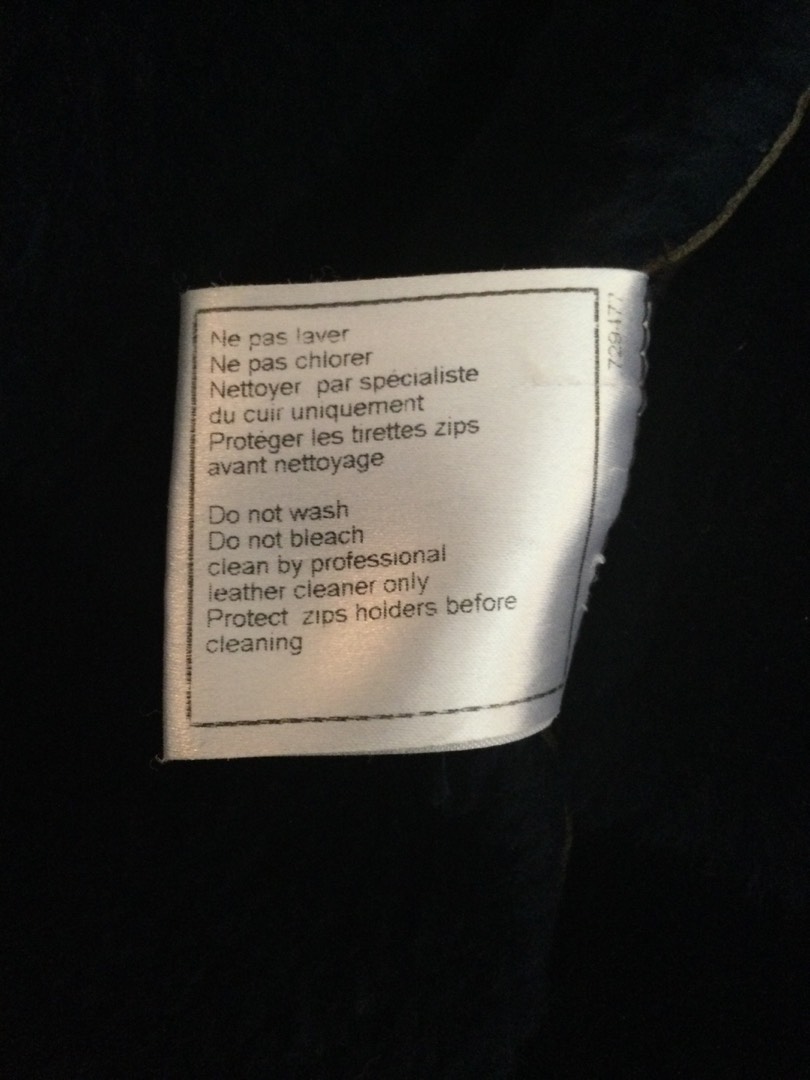 Ne pas laver
Ne pas chlorer
Nettoyer par spécialiste
du cuir uniquement
Protéger les tirettes zips
avant nettoyage
Do not wash
Do not bleach
clean by professional
leather cleaner only
Protect zips holders before
cleaning